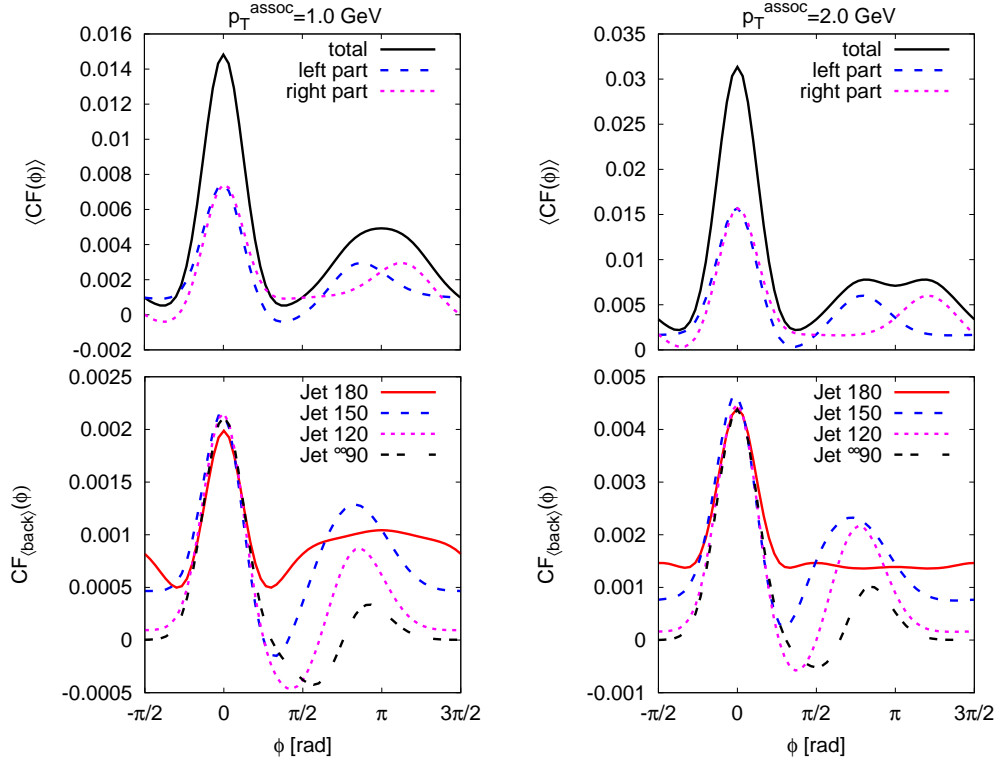 p_T^assoc=1.0 GeV
⟨CF(ϕ)⟩
0.016
0.014
0.012
0.01
0.008
0.006
0.004
0.002
0
-0.002
total
left part
right part
p_T^assoc=2.0 GeV
⟨CF(ϕ)⟩
0.035
0.03
0.025
0.02
0.015
0.01
0.005
0
total
left part
right part
CF⟨back⟩(ϕ)
0.0025
0.002
0.0015
0.001
0.0005
0
-0.0005
Jet 180
Jet 150
Jet 120
Jet ∞90
-π/2 0 π/2 π 3π/2
ϕ [rad]
CF⟨back⟩(ϕ)
0.005
0.004
0.003
0.002
0.001
0
-0.001
Jet 180
Jet 150
Jet 120
Jet ∞90
-π/2 0 π/2 π 3π/2
ϕ [rad]